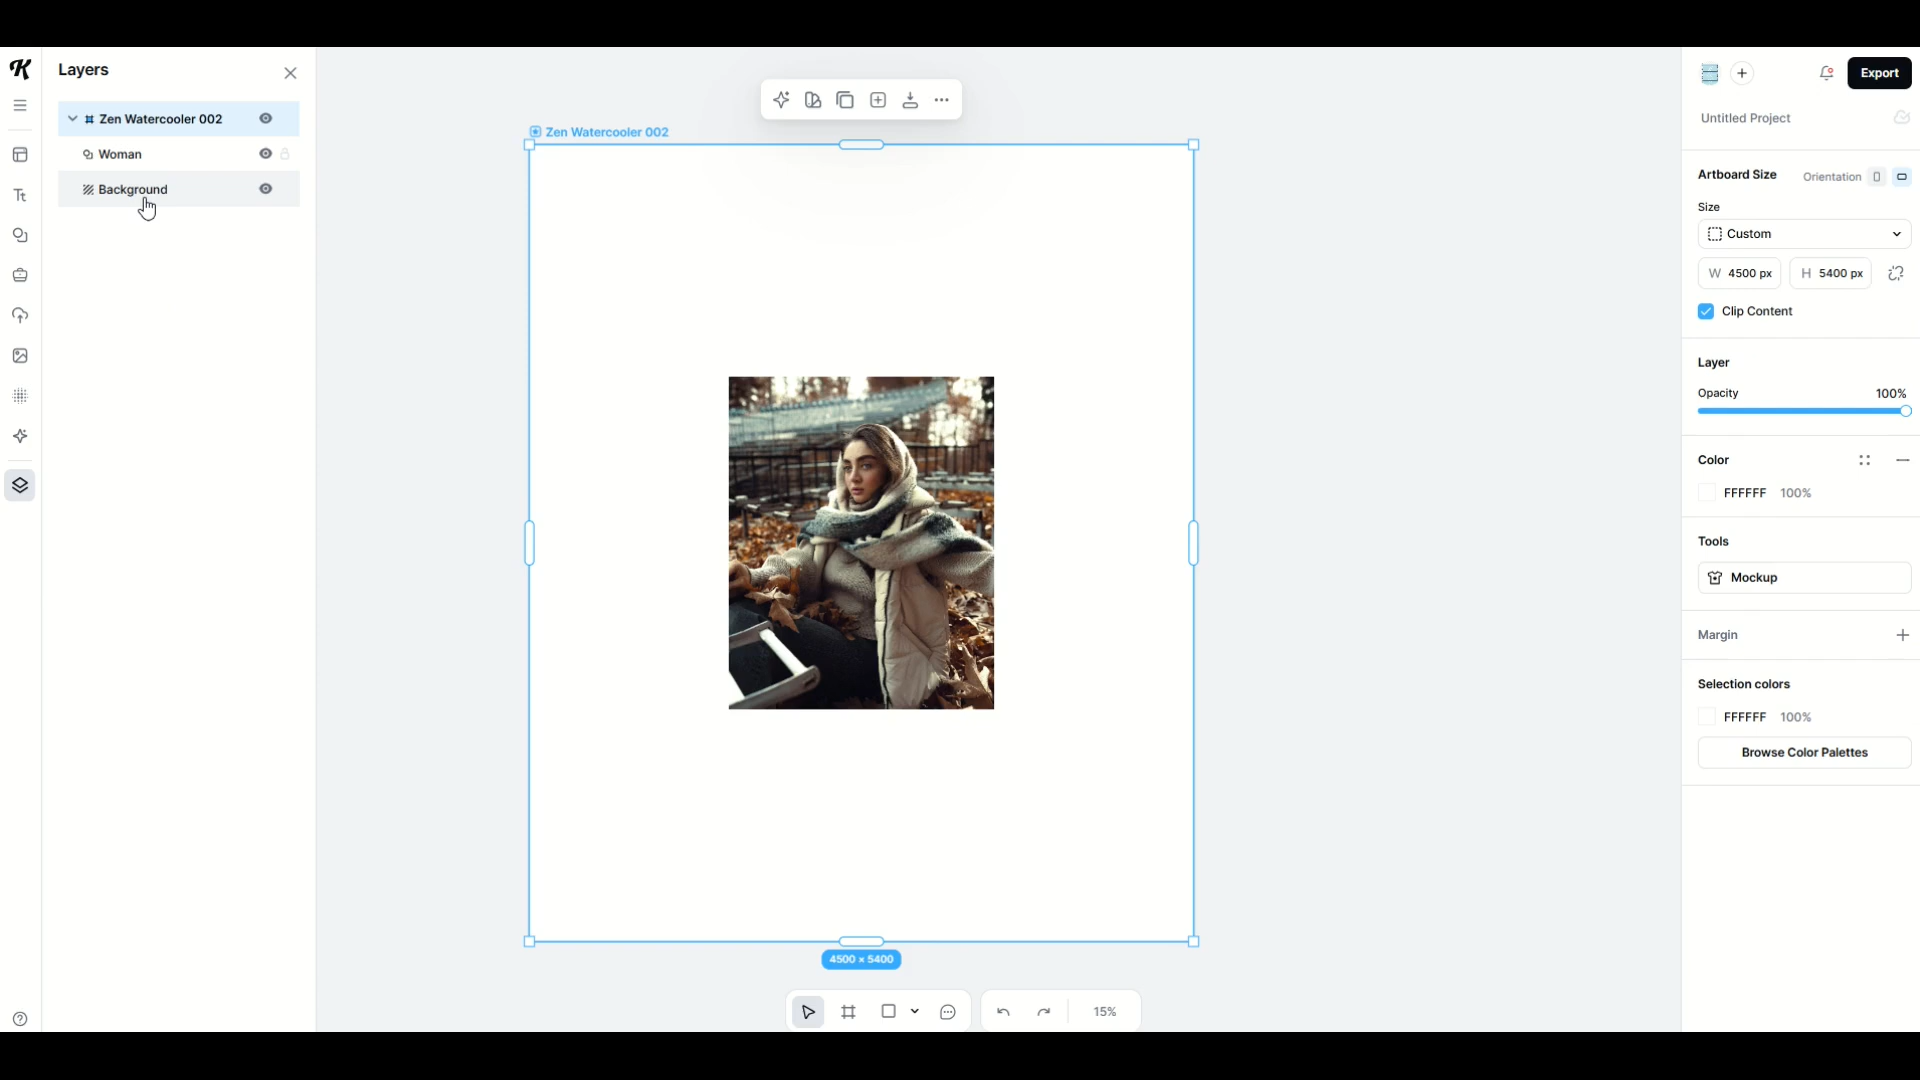 Layers
Zen Watercooler 002
Woman
Background
Zen Watercooler 002
4500 × 5400
15%
Export
Untitled Project
Artboard Size
Orientation
Size
Custom
W 4500 px
H 5400 px
Clip Content
Layer
Opacity 100%
Color
FFFFFF 100%
Tools
Mockup
Margin
Selection colors
FFFFFF 100%
Browse Color Palettes